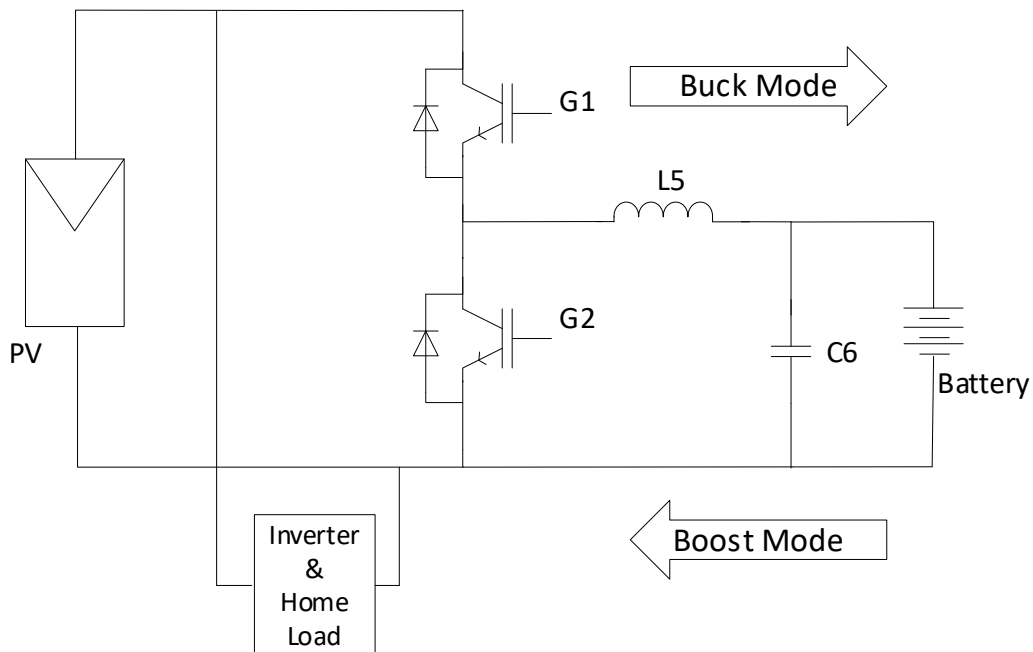 G1
Buck Mode
L5
G2
PV
C6
Battery
Inverter
&
Home
Load
Boost Mode